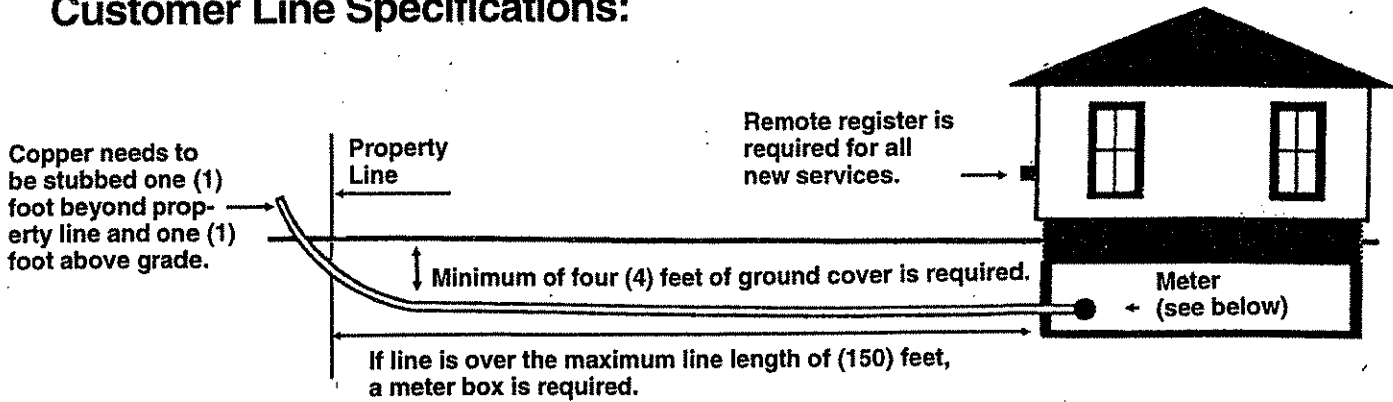 Customer Line Specifications:
Copper needs to
be stubbed one (1)
foot beyond prop-
erty line and one (1)
foot above grade.
Property
Line
Remote register is
required for all
new services.
Minimum of four (4) feet of ground cover is required.
Meter
(see below)
If line is over the maximum line length of (150) feet,
a meter box is required.